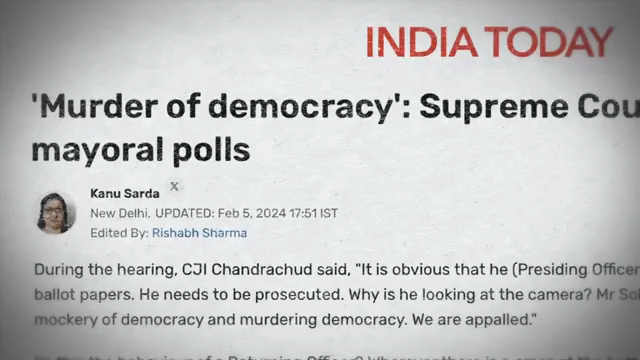 INDIA TODAY
'Murder of democracy': Supreme Cou
mayoral polls
Kanu Sarda
New Delhi, UPDATED: Feb 5, 2024 17:51 IST
Edited By: Rishabh Sharma
During the hearing, CJI Chandrachud said, "It is obvious that he (Presiding Officer
ballot papers. He needs to be prosecuted. Why is he looking at the camera? Mr Sol
mockery of democracy and murdering democracy. We are appalled."